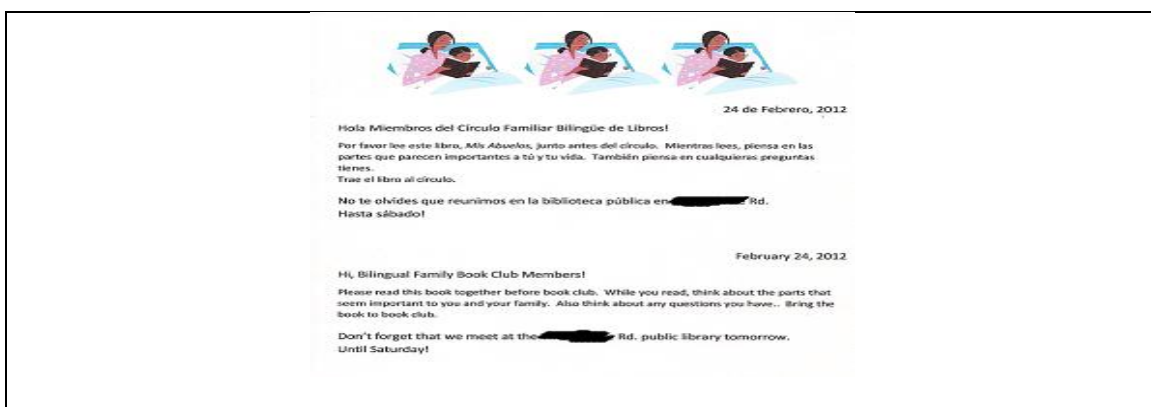 24 de Febrero, 2012
Hola Miembros del Círculo Familiar Bilingüe de Libros!
Por favor lee este libro, Mis Abuelos, junto antes del círculo. Mientras lees, piensa en las
partes que parecen importantes a tú y tu vida. También piensa en cualquieras preguntas
tienes.
Trae el libro al círculo.
No te olvides que reunimos en la biblioteca pública en Rd.
Hasta sábado!
February 24, 2012
Hi, Bilingual Family Book Club Members!
Please read this book together before book club. While you read, think about the parts that
seem important to you and your family. Also think about any questions you have.. Bring the
book to book club.
Don't forget that we meet at the Rd. public library tomorrow.
Until Saturday!